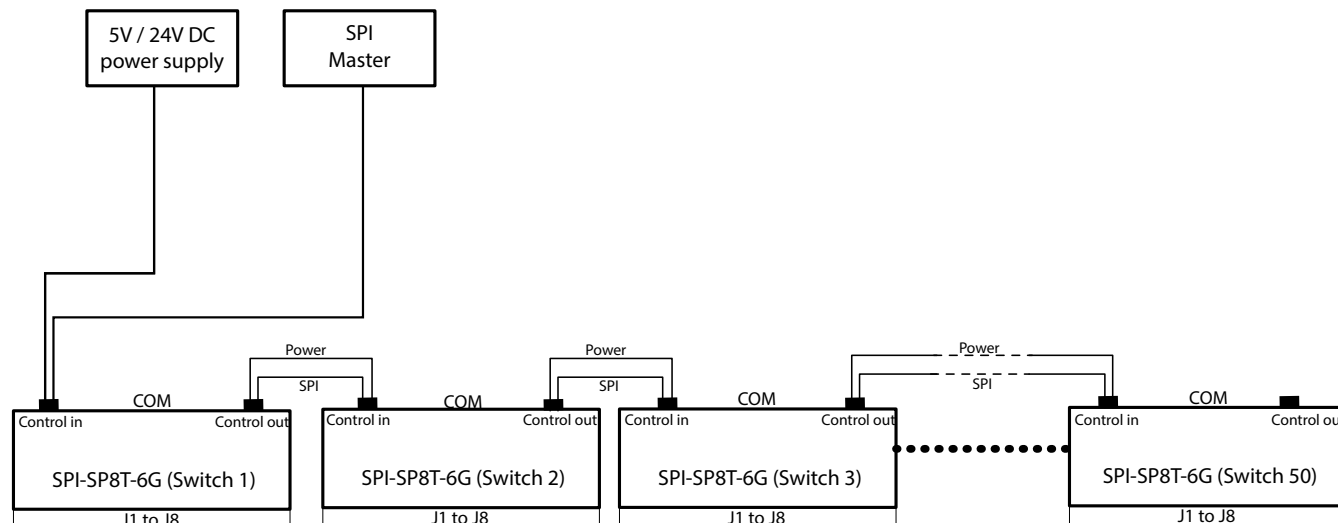 5V / 24V DC
power supply
SPI
Master
Power
SPI
Power
SPI
Power
SPI
COM
Control in
Control out
SPI-SP8T-6G (Switch 1)
J1 to J8
COM
Control in
Control out
SPI-SP8T-6G (Switch 2)
J1 to J8
COM
Control in
Control out
SPI-SP8T-6G (Switch 3)
J1 to J8
COM
Control in
Control ou
SPI-SP8T-6G (Switch 50)
J1 to J8